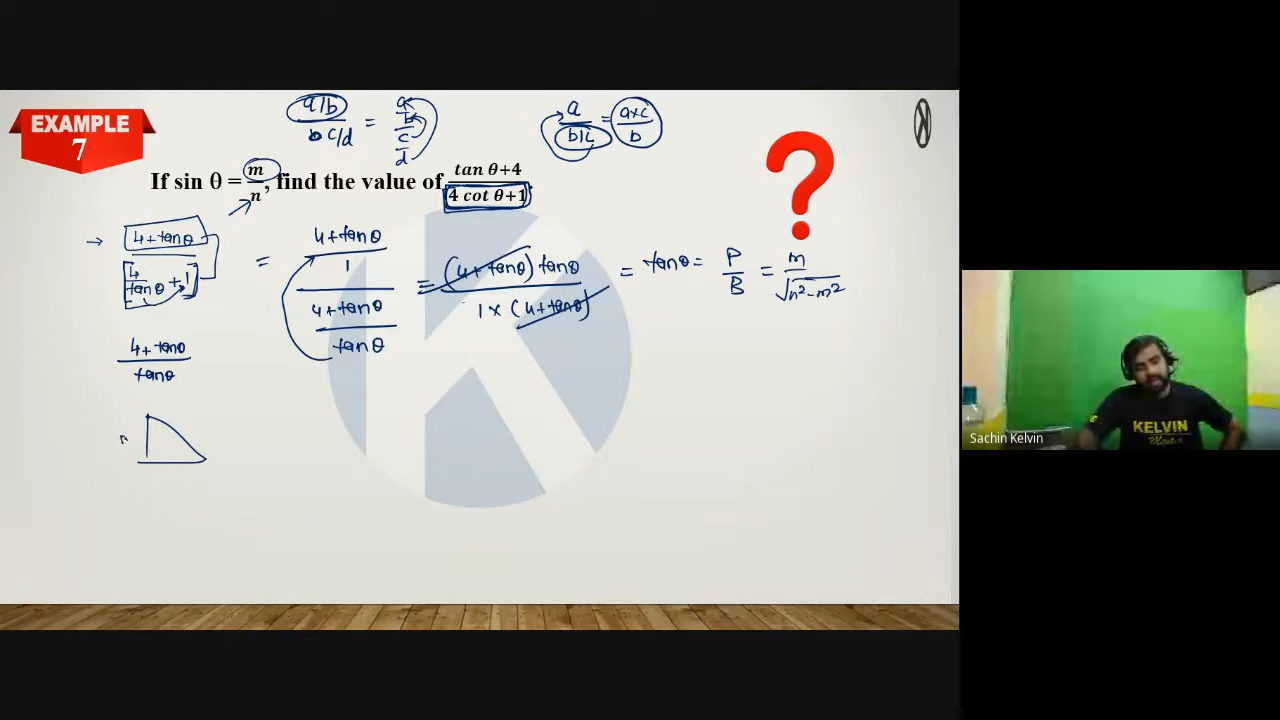 EXAMPLE
7
a/b / c/d = a/b / c/d
a / b/c = a×c / b
If sin θ = m/n, find the value of tan θ+4 / 4 cot θ+1.
→ 4+tanθ / [4/tanθ + 1] = 4+tanθ / 1 / 4+tanθ / tanθ = (4+tanθ) tanθ / 1 × (4+tanθ) = tanθ = P/B = m / √n²-m²
4+tanθ / tanθ
?
Sachin Kelvin
KELVIN